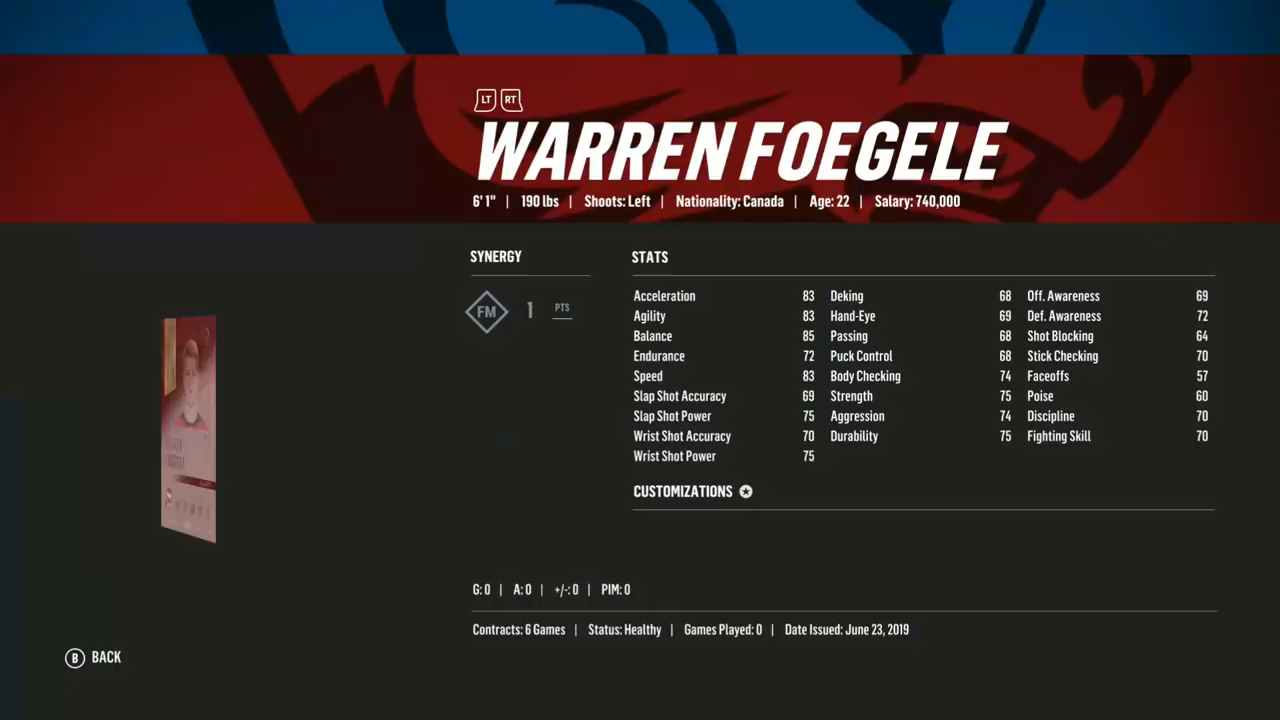 LT RT
WARREN FOEGELE
6' 1" | 190 lbs | Shoots: Left | Nationality: Canada | Age: 22 | Salary: 740,000
SYNERGY
FM 1 PTS
STATS
Acceleration 83 Deking 68 Off. Awareness 69
Agility 83 Hand-Eye 69 Def. Awareness 72
Balance 85 Passing 68 Shot Blocking 64
Endurance 72 Puck Control 68 Stick Checking 70
Speed 83 Body Checking 74 Faceoffs 57
Slap Shot Accuracy 69 Strength 75 Poise 60
Slap Shot Power 75 Aggression 74 Discipline 70
Wrist Shot Accuracy 70 Durability 75 Fighting Skill 70
Wrist Shot Power 75
CUSTOMIZATIONS
G: 0 | A: 0 | +/-: 0 | PIM: 0
Contracts: 6 Games | Status: Healthy | Games Played: 0 | Date Issued: June 23, 2019
B BACK